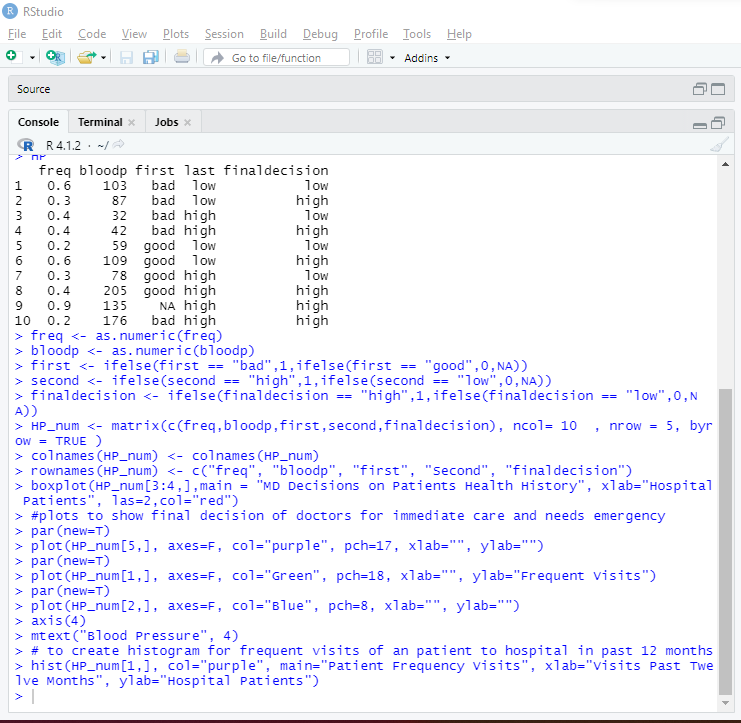 RStudio
File Edit Code View Plots Session Build Debug Profile Tools Help
Go to file/function Addins
Source
Console Terminal Jobs
R 4.1.2 · ~/
> HP
freq bloodp first last finaldecision
1 0.6 103 bad low low
2 0.3 87 bad low high
3 0.4 32 bad high low
4 0.4 42 bad high high
5 0.2 59 good low low
6 0.6 109 good low high
7 0.3 78 good high low
8 0.4 205 good high high
9 0.9 135 NA high high
10 0.2 176 bad high high
> freq <- as.numeric(freq)
> bloodp <- as.numeric(bloodp)
> first <- ifelse(first == "bad",1,ifelse(first == "good",0,NA))
> second <- ifelse(second == "high",1,ifelse(second == "low",0,NA))
> finaldecision <- ifelse(finaldecision == "high",1,ifelse(finaldecision == "low",0,N
A))
> HP_num <- matrix(c(freq,bloodp,first,second,finaldecision), ncol= 10  , nrow = 5, byr
ow = TRUE )
> colnames(HP_num) <- colnames(HP_num)
> rownames(HP_num) <- c("freq", "bloodp", "first", "Second", "finaldecision")
> boxplot(HP_num[3:4,],main = "MD Decisions on Patients Health History", xlab="Hospital
Patients", las=2,col="red")
> #plots to show final decision of doctors for immediate care and needs emergency
> par(new=T)
> plot(HP_num[5,], axes=F, col="purple", pch=17, xlab="", ylab="")
> par(new=T)
> plot(HP_num[1,], axes=F, col="Green", pch=18, xlab="", ylab="Frequent Visits")
> par(new=T)
> plot(HP_num[2,], axes=F, col="Blue", pch=8, xlab="", ylab="")
> axis(4)
> mtext("Blood Pressure", 4)
> # to create histogram for frequent visits of an patient to hospital in past 12 months
> hist(HP_num[1,], col="purple", main="Patient Frequency Visits", xlab="Visits Past Twe
lve Months", ylab="Hospital Patients")
>